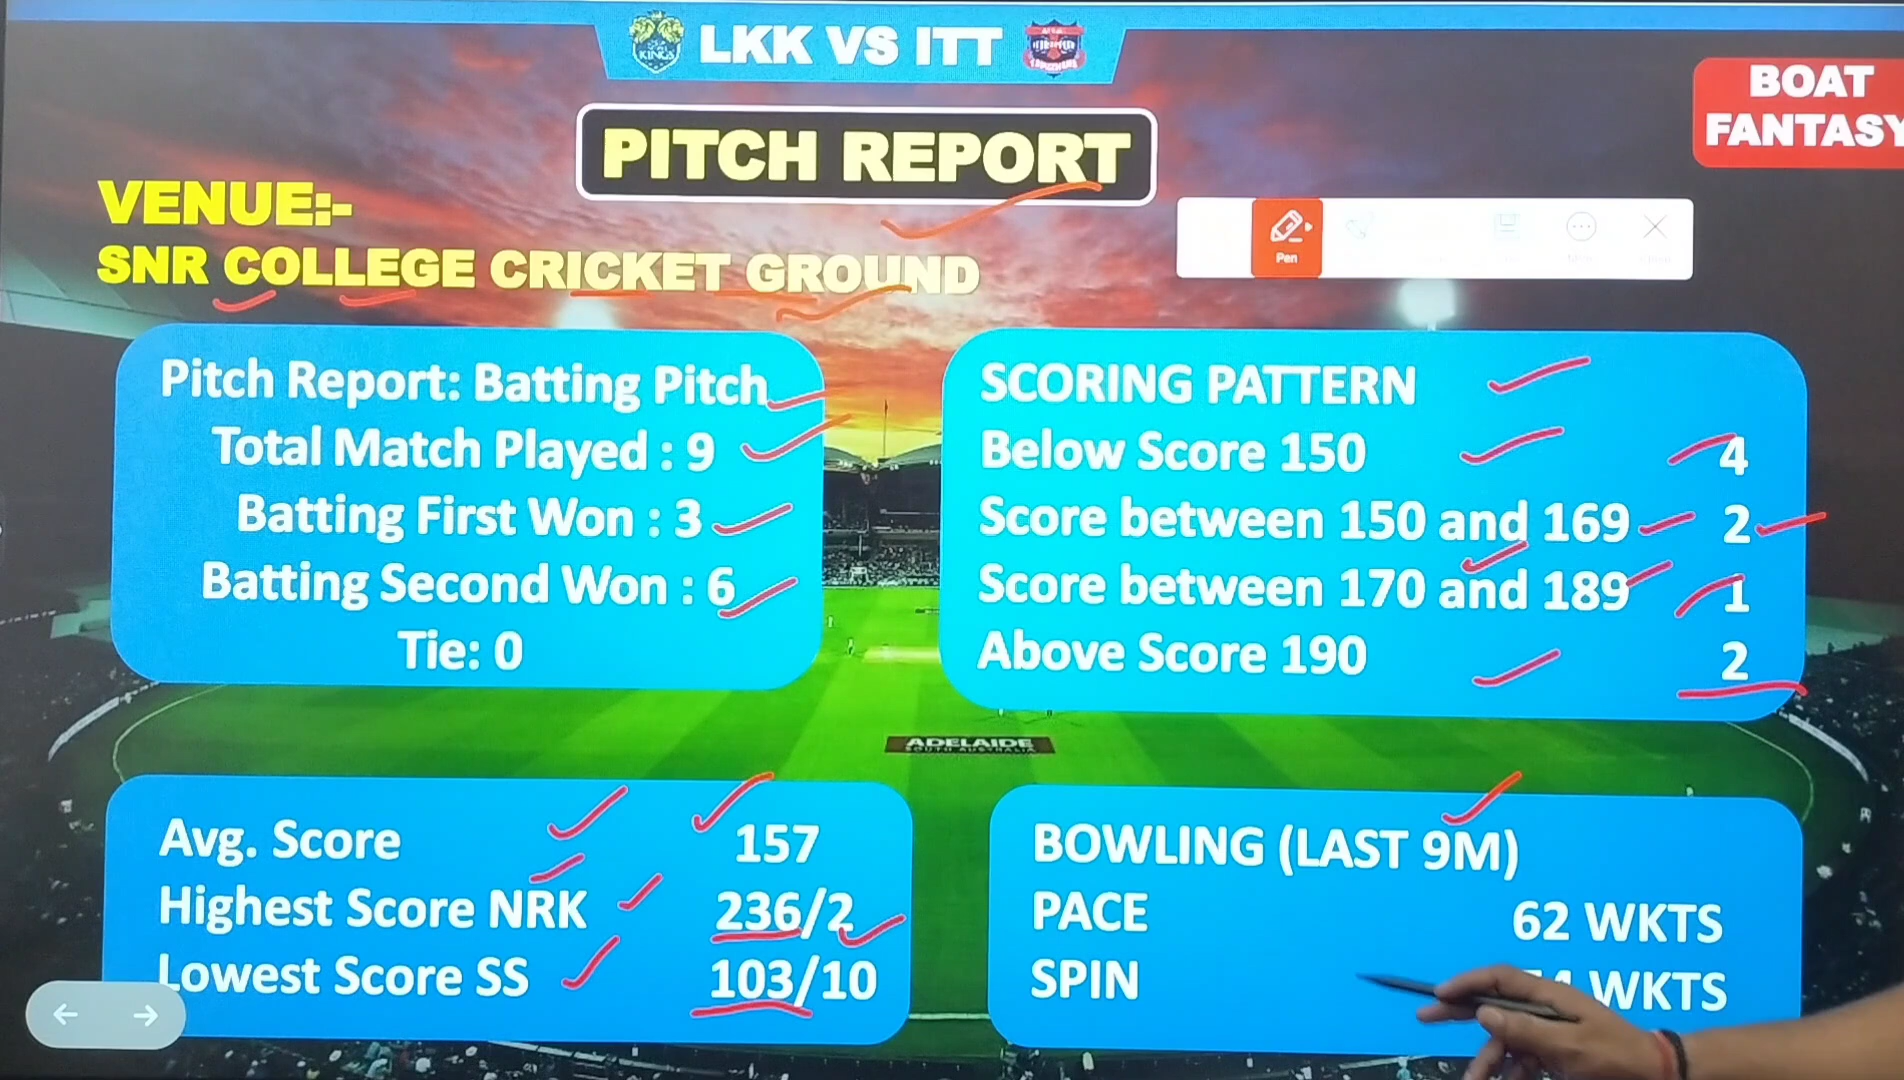 KINGS
LKK VS ITT
BOAT
FANTASY
PITCH REPORT
VENUE:-
SNR COLLEGE CRICKET GROUND
Pen
Pitch Report: Batting Pitch
Total Match Played : 9
Batting First Won : 3
Batting Second Won : 6
Tie: 0
SCORING PATTERN
Below Score 150 4
Score between 150 and 169 2
Score between 170 and 189 1
Above Score 190 2
ADELAIDE
SOUTH AUSTRALIA
Avg. Score 157
Highest Score NRK 236/2
Lowest Score SS 103/10
BOWLING (LAST 9M)
PACE 62 WKTS
SPIN WKTS